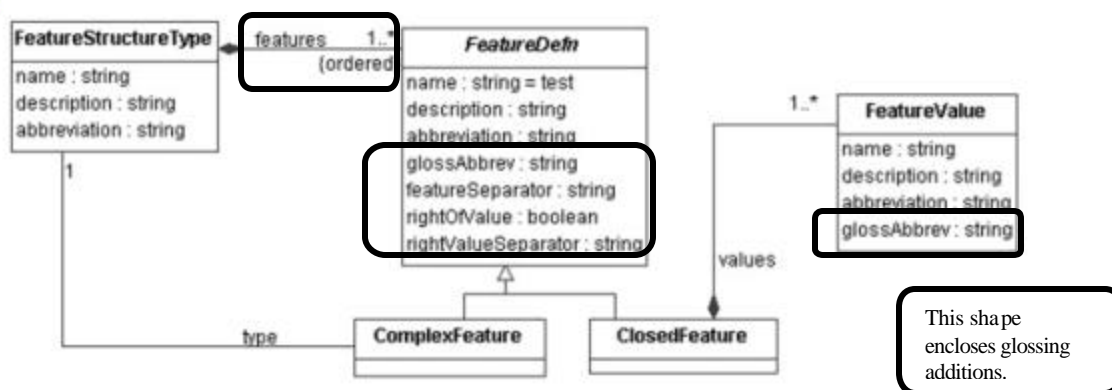 FeatureStructureType
name : string
description : string
abbreviation : string
features 1..*
(ordered
FeatureDefn
name : string = test
description : string
abbreviation : string
glossAbbrev : string
featureSeparator : string
rightOfValue : boolean
rightValueSeparator : string
1..*
FeatureValue
name : string
description : string
abbreviation : string
glossAbbrev : string
1
values
type
ComplexFeature
ClosedFeature
This shape
encloses glossing
additions.